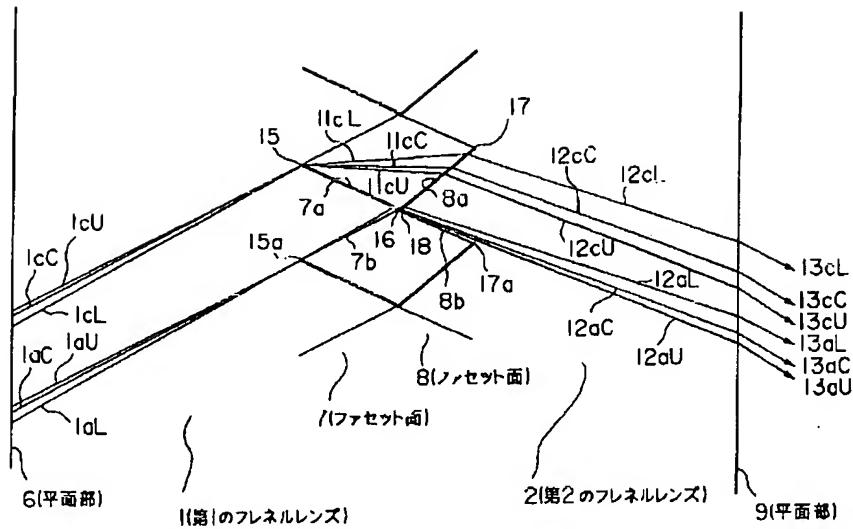 17
15
11cL
11cC
12cC
12cL
1cU
1cC
7a
11cU
8a
12cU
13cL
16
18
15a
7b
12aL
13cC
1cL
17a
13cU
1aU
8b
12aC
13aL
1aC
12aU
13aC
13aU
8(ファセット面)
1aL
7(ファセット面)
6(平面部)
1(第1のフレネルレンズ)
2(第2のフレネルレンズ)
9(平面部)